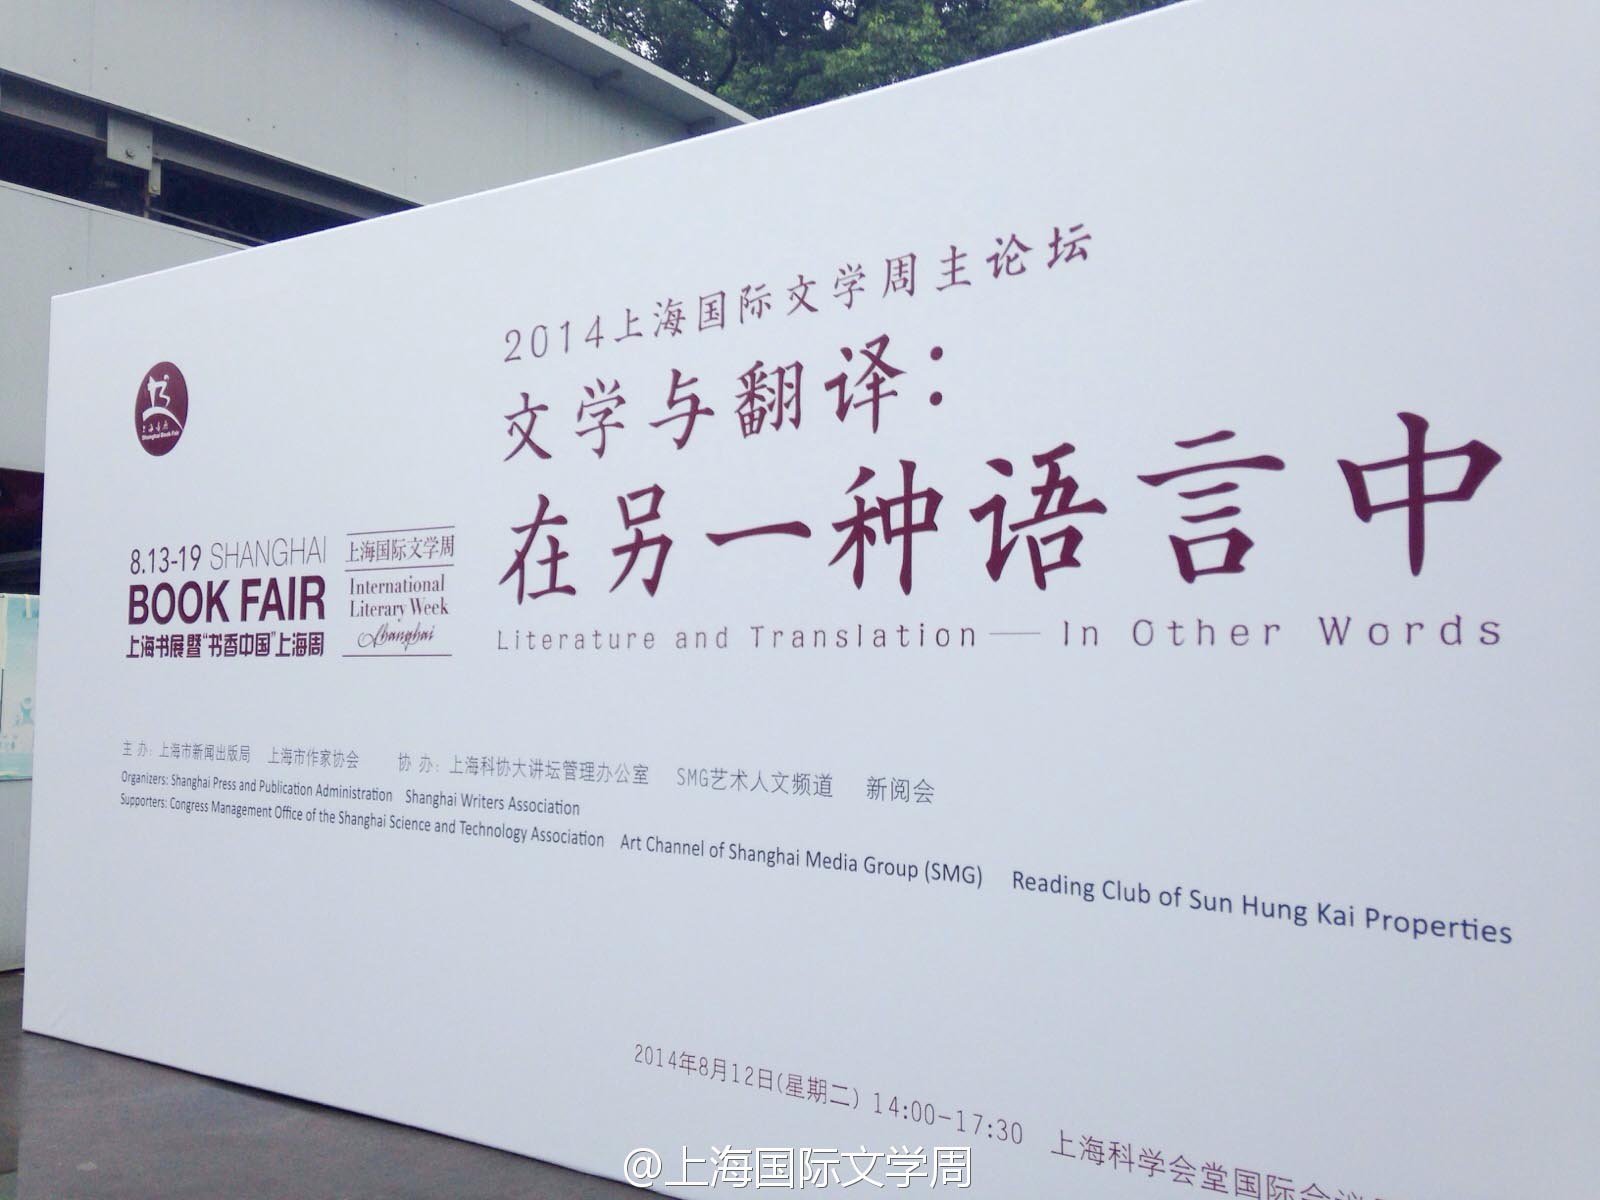 2014上海国际文学周主论坛
文学与翻译：
在另一种语言中
Literature and Translation——In Other Words
上海书展
Shanghai Book Fair
8.13-19 SHANGHAI
BOOK FAIR
上海书展暨“书香中国”上海周
上海国际文学周
International
Literary Week
Shanghai
主办：上海市新闻出版局 上海市作家协会 协办：上海科协大讲坛管理办公室 SMG艺术人文频道 新阅会
Organizers: Shanghai Press and Publication Administration Shanghai Writers Association
Supporters: Congress Management Office of the Shanghai Science and Technology Association Art Channel of Shanghai Media Group (SMG) Reading Club of Sun Hung Kai Properties
2014年8月12日(星期二) 14:00-17:30 上海科学会堂国际会议
@上海国际文学周